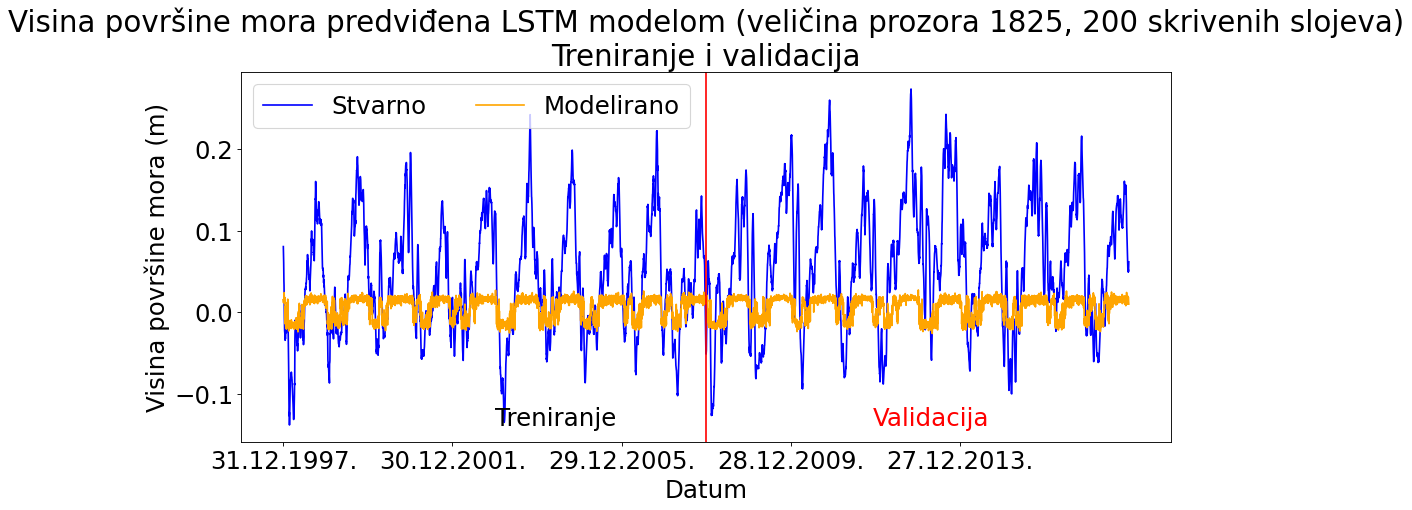 Visina površine mora predviđena LSTM modelom (veličina prozora 1825, 200 skrivenih slojeva)
Treniranje i validacija
Stvarno
Modelirano
Visina površine mora (m)
0.2
0.1
0.0
−0.1
Treniranje
Validacija
31.12.1997.
30.12.2001.
29.12.2005.
28.12.2009.
27.12.2013.
Datum